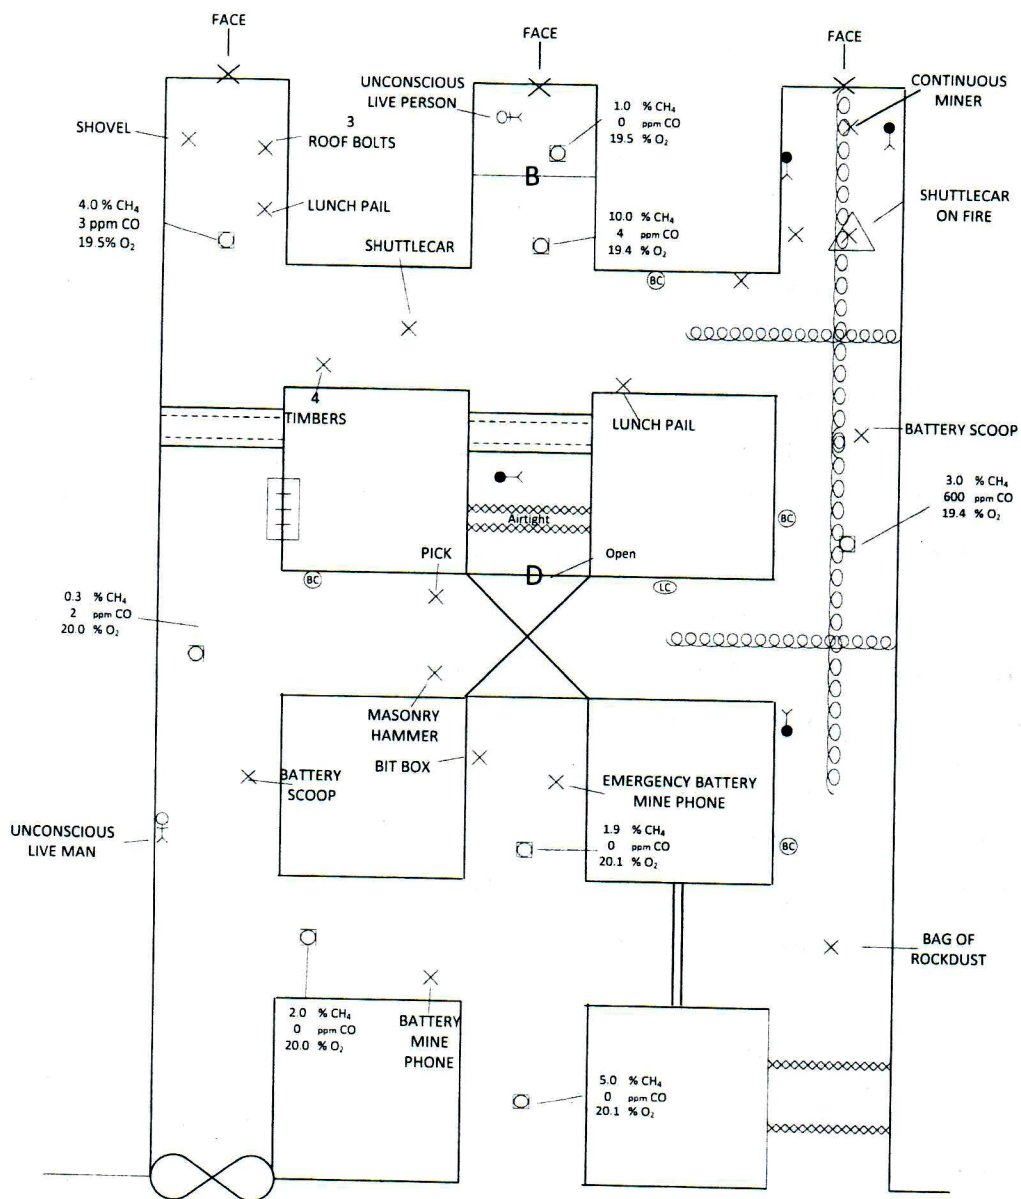 FACE
FACE
FACE
UNCONSCIOUS
LIVE PERSON
CONTINUOUS
MINER
SHOVEL
3
ROOF BOLTS
1.0 % CH₄
0 ppm CO
19.5 % O₂
B
LUNCH PAIL
4.0 % CH₄
3 ppm CO
19.5% O₂
SHUTTLECAR
10.0 % CH₄
4 ppm CO
19.4 % O₂
SHUTTLECAR
ON FIRE
BC
4
TIMBERS
LUNCH PAIL
BATTERY SCOOP
3.0 % CH₄
600 ppm CO
19.4 % O₂
Airtight
BC
PICK
D
Open
BC
LC
0.3 % CH₄
2 ppm CO
20.0 % O₂
MASONRY
HAMMER
BIT BOX
BATTERY
SCOOP
EMERGENCY BATTERY
MINE PHONE
1.9 % CH₄
0 ppm CO
20.1 % O₂
BC
UNCONSCIOUS
LIVE MAN
BAG OF
ROCKDUST
2.0 % CH₄
0 ppm CO
20.0 % O₂
BATTERY
MINE
PHONE
5.0 % CH₄
0 ppm CO
20.1 % O₂